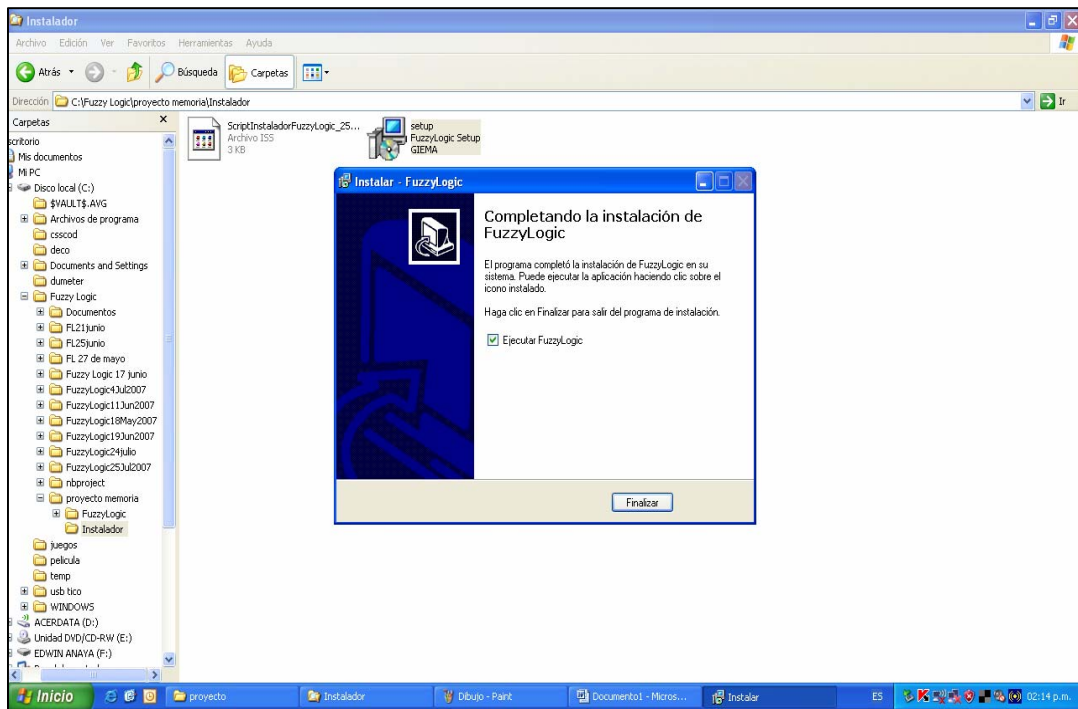 Instalador
Archivo Edición Ver Favoritos Herramientas Ayuda
Atrás Búsqueda Carpetas
Dirección C:\Fuzzy Logic\proyecto memoria\Instalador Ir
Carpetas
scritorio
Mis documentos
Mi PC
Disco local (C:)
$VAULT$.AVG
Archivos de programa
csscod
deco
Documents and Settings
dumeter
Fuzzy Logic
Documentos
FL21junio
FL25junio
FL 27 de mayo
Fuzzy Logic 17 junio
FuzzyLogic4Jul2007
FuzzyLogic11Jun2007
FuzzyLogic18May2007
FuzzyLogic19Jun2007
FuzzyLogic24julio
FuzzyLogic25Jul2007
nbproject
proyecto memoria
FuzzyLogic
Instalador
juegos
pelicula
temp
usb tico
WINDOWS
ACERDATA (D:)
Unidad DVD/CD-RW (E:)
EDWIN ANAYA (F:)
ScriptInstaladorFuzzyLogic_25...
Archivo ISS
3 KB
setup
FuzzyLogic Setup
GIEMA
Instalar - FuzzyLogic
Completando la instalación de
FuzzyLogic
El programa completó la instalación de FuzzyLogic en su
sistema. Puede ejecutar la aplicación haciendo clic sobre el
icono instalado.
Haga clic en Finalizar para salir del programa de instalación.
Ejecutar FuzzyLogic
Finalizar
Inicio proyecto Instalador Dibujo - Paint Documento1 - Micros... Instalar ES 02:14 p.m.